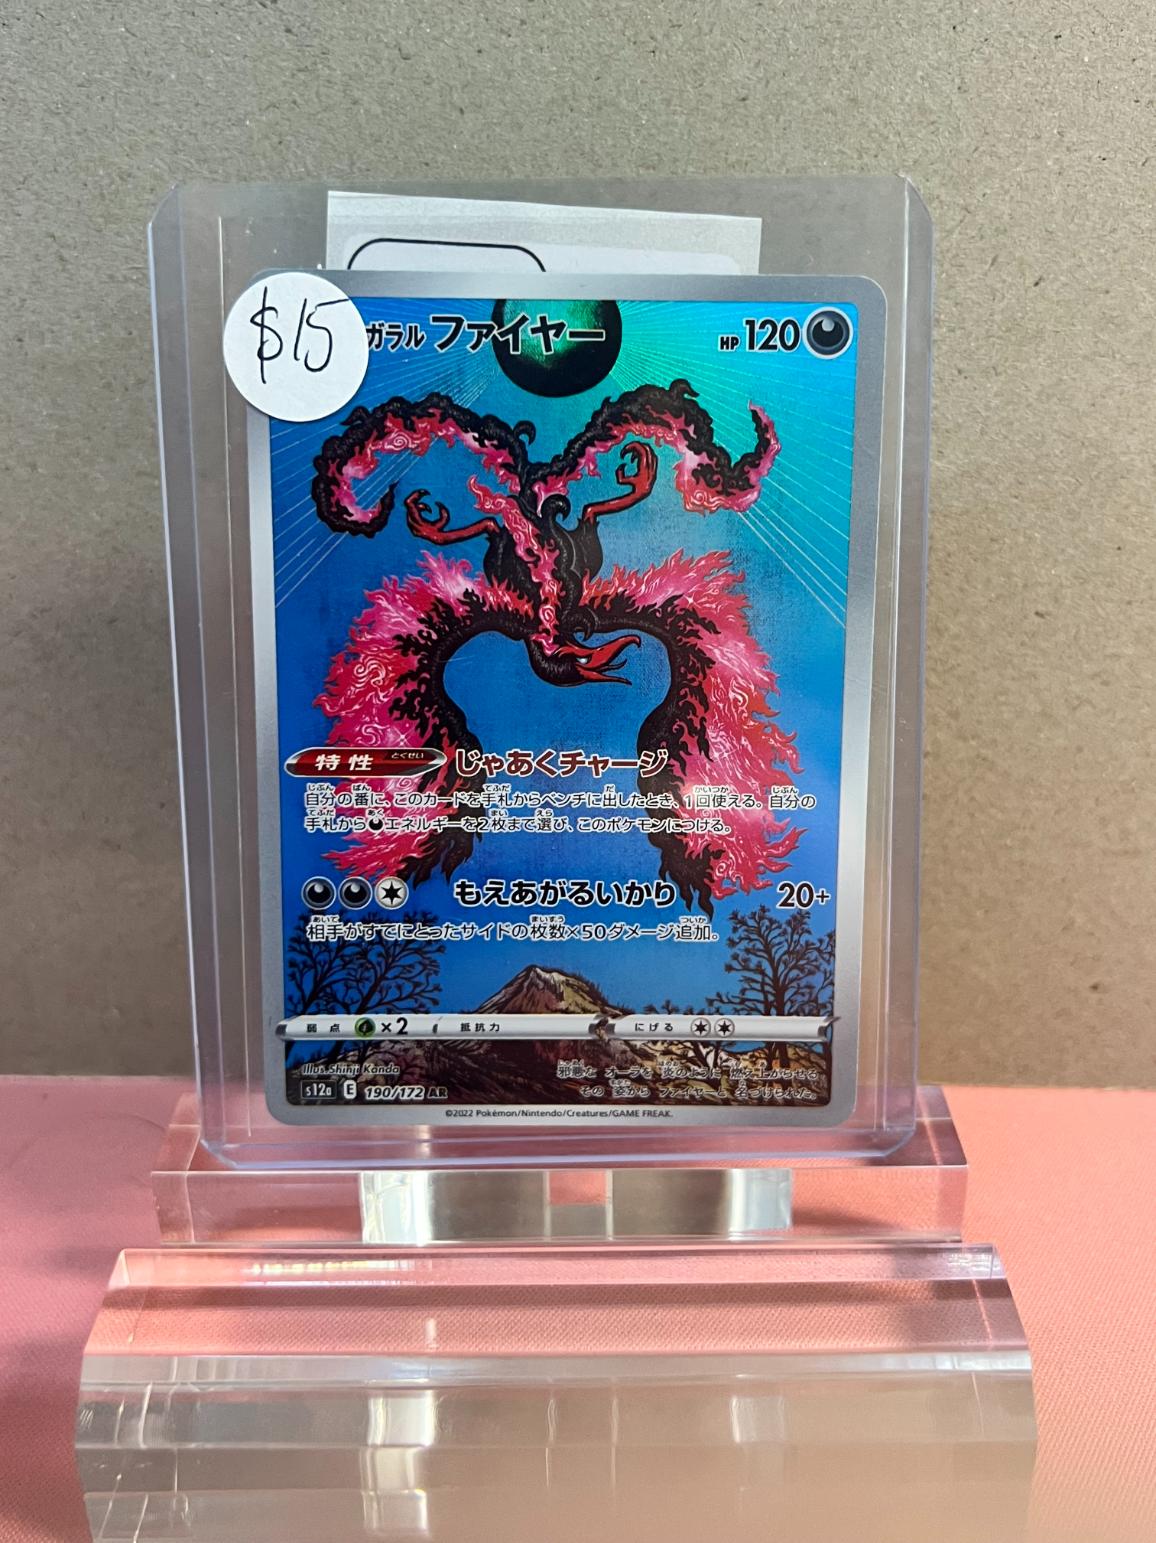 $15
ガラル ファイヤー HP 120
特性 とくせい じゃあくチャージ
自分の番に、このカードを手札からベンチに出したとき、1回使える。自分の
手札からエネルギーを2枚まで選び、このポケモンにつける。
もえあがるいかり 20+
相手がすでにとったサイドの枚数×50ダメージ追加。
弱点 ×2 抵抗力 にげる
Illus. Shinji Kanda
邪悪な オーラを 炎のように 燃え上がらせる
s12a E 190/172 AR その 姿から ファイヤーと 名づけられた。
©2022 Pokémon/Nintendo/Creatures/GAME FREAK.